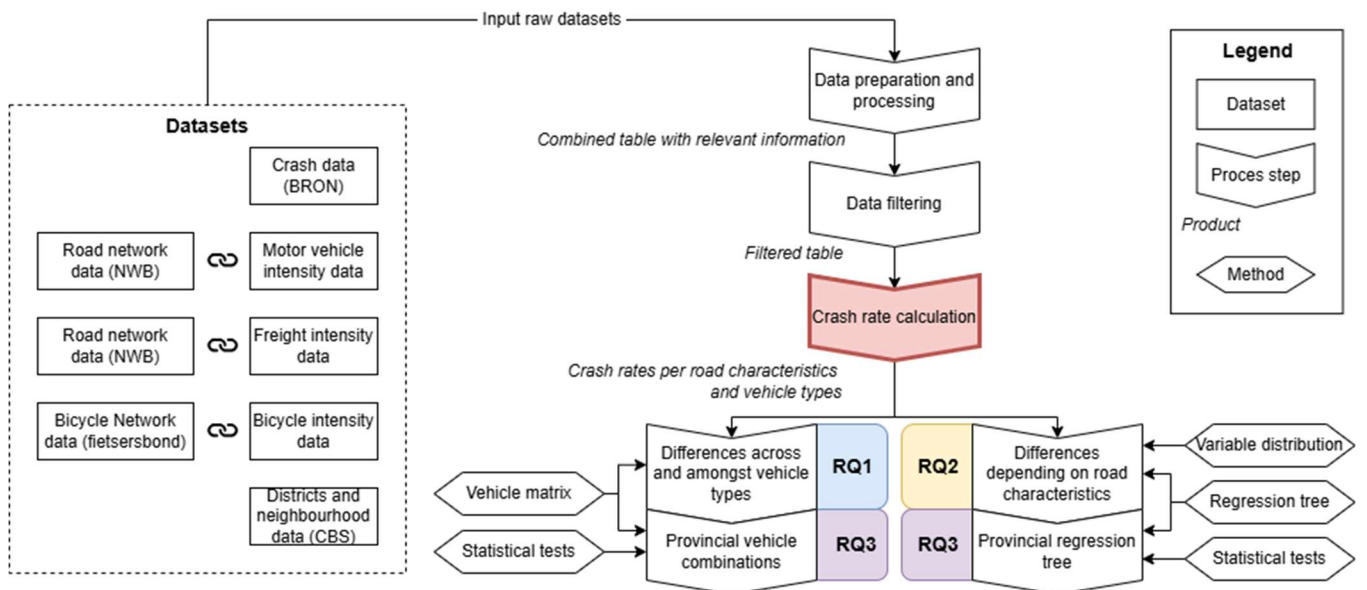 Input raw datasets
Datasets
Crash data
(BRON)
Road network
data (NWB)
Motor vehicle
intensity data
Road network
data (NWB)
Freight intensity
data
Bicycle Network
data (fietsersbond)
Bicycle intensity
data
Districts and
neighbourhood
data (CBS)
Data preparation and
processing
Combined table with relevant information
Data filtering
Filtered table
Crash rate calculation
Crash rates per road characteristics
and vehicle types
Differences across
and amongst vehicle
types
RQ1
RQ2
Differences
depending on road
characteristics
Provincial vehicle
combinations
RQ3
RQ3
Provincial regression
tree
Vehicle matrix
Statistical tests
Variable distribution
Regression tree
Statistical tests
Legend
Dataset
Proces step
Product
Method